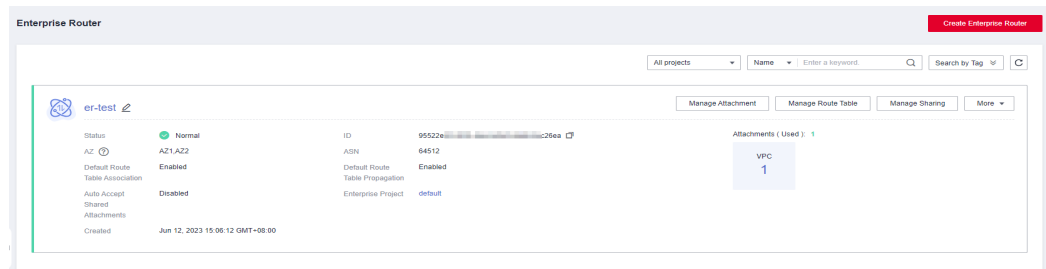 Enterprise Router
Create Enterprise Router
All projects
Name
Enter a keyword.
Search by Tag
er-test
Manage Attachment
Manage Route Table
Manage Sharing
More
Status
Normal
ID
95522e
c26ea
Attachments ( Used ): 1
AZ
AZ1,AZ2
ASN
64512
VPC
1
Default Route
Table Association
Enabled
Default Route
Table Propagation
Enabled
Auto Accept
Shared
Attachments
Disabled
Enterprise Project
default
Created
Jun 12, 2023 15:06:12 GMT+08:00